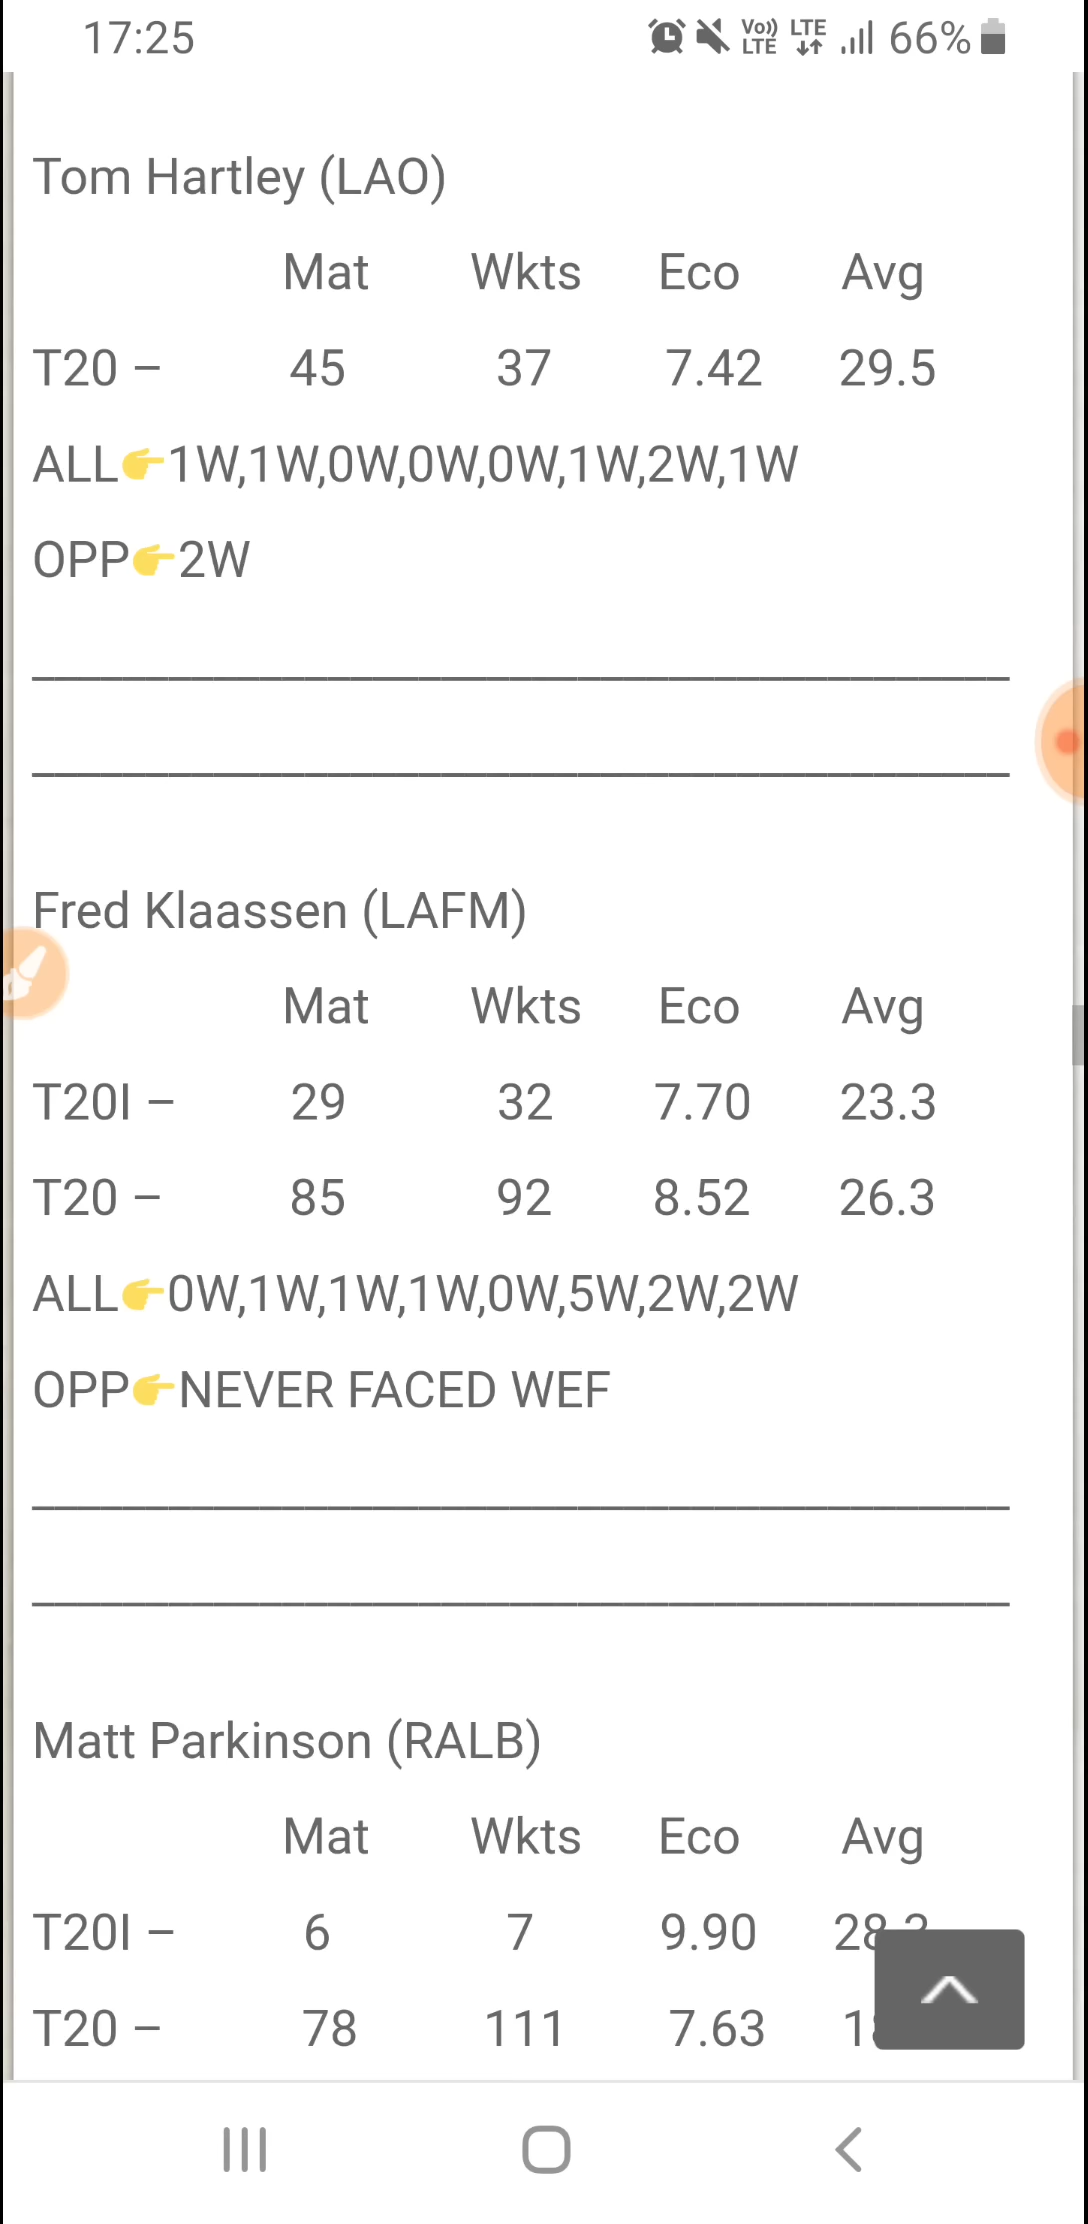 17:25 Vo)) LTE LTE 66%
Tom Hartley (LAO)
Mat Wkts Eco Avg
T20 – 45 37 7.42 29.5
ALL👉1W,1W,0W,0W,0W,1W,2W,1W
OPP👉2W
Fred Klaassen (LAFM)
Mat Wkts Eco Avg
T20I – 29 32 7.70 23.3
T20 – 85 92 8.52 26.3
ALL👉0W,1W,1W,1W,0W,5W,2W,2W
OPP👉NEVER FACED WEF
Matt Parkinson (RALB)
Mat Wkts Eco Avg
T20I – 6 7 9.90
T20 – 78 111 7.63